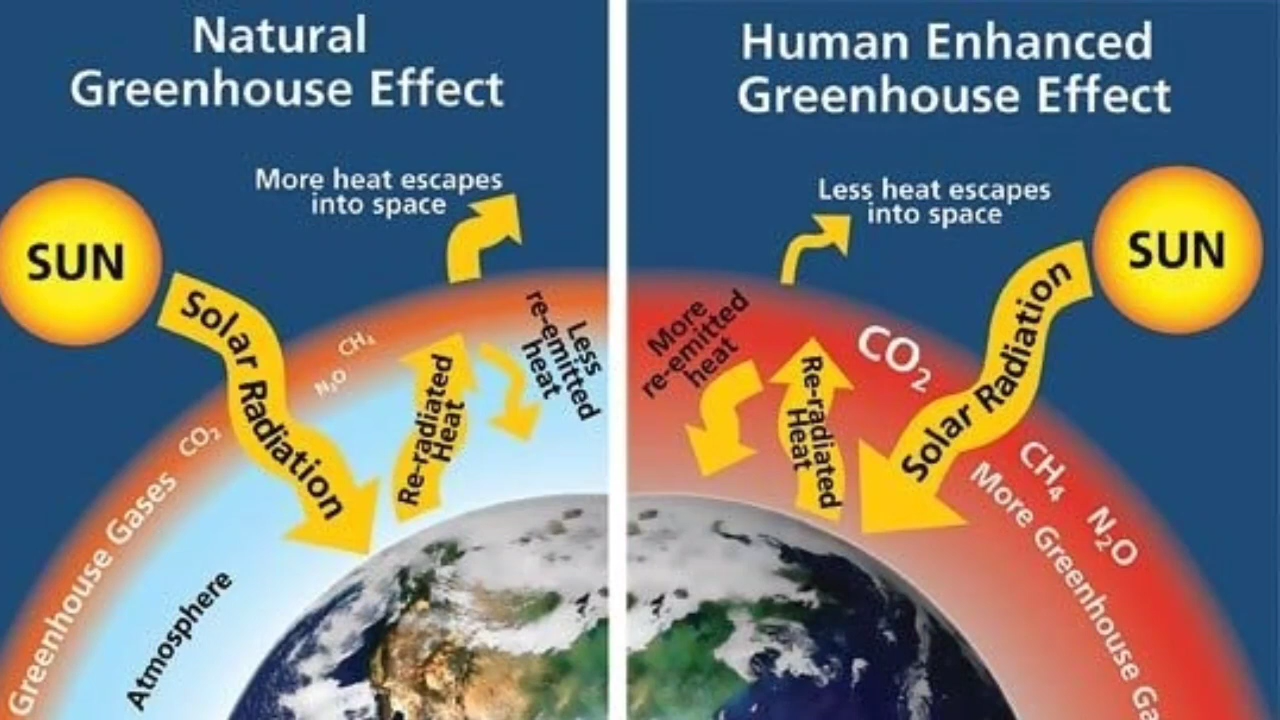 Natural
Greenhouse Effect
More heat escapes
into space
SUN
Solar Radiation
Re-radiated
Heat
Less
re-emitted
heat
N₂O
CH₄
CO₂
Greenhouse Gases
Atmosphere
Human Enhanced
Greenhouse Effect
Less heat escapes
into space
SUN
More
re-emitted
heat
Re-radiated
Heat
CO₂
Solar Radiation
CH₄
N₂O
More Greenhouse Ga